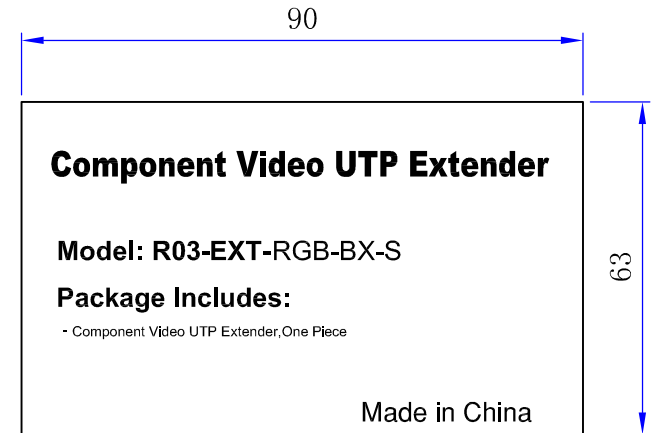 90
Component Video UTP Extender
Model: R03-EXT-RGB-BX-S
63
Package Includes:
- Component Video UTP Extender,One Piece
Made in China